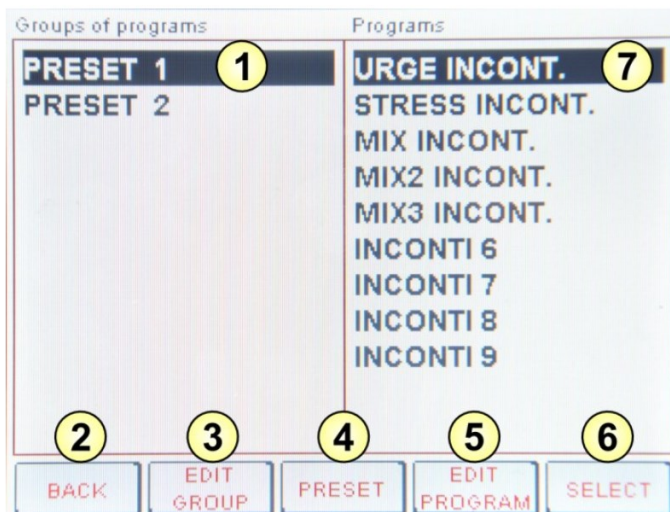 Groups of programs
Programs
PRESET 1
1
URGE INCONT.
7
PRESET 2
STRESS INCONT.
MIX INCONT.
MIX2 INCONT.
MIX3 INCONT.
INCONTI 6
INCONTI 7
INCONTI 8
INCONTI 9
2
3
4
5
6
BACK
EDIT
GROUP
PRESET
EDIT
PROGRAM
SELECT